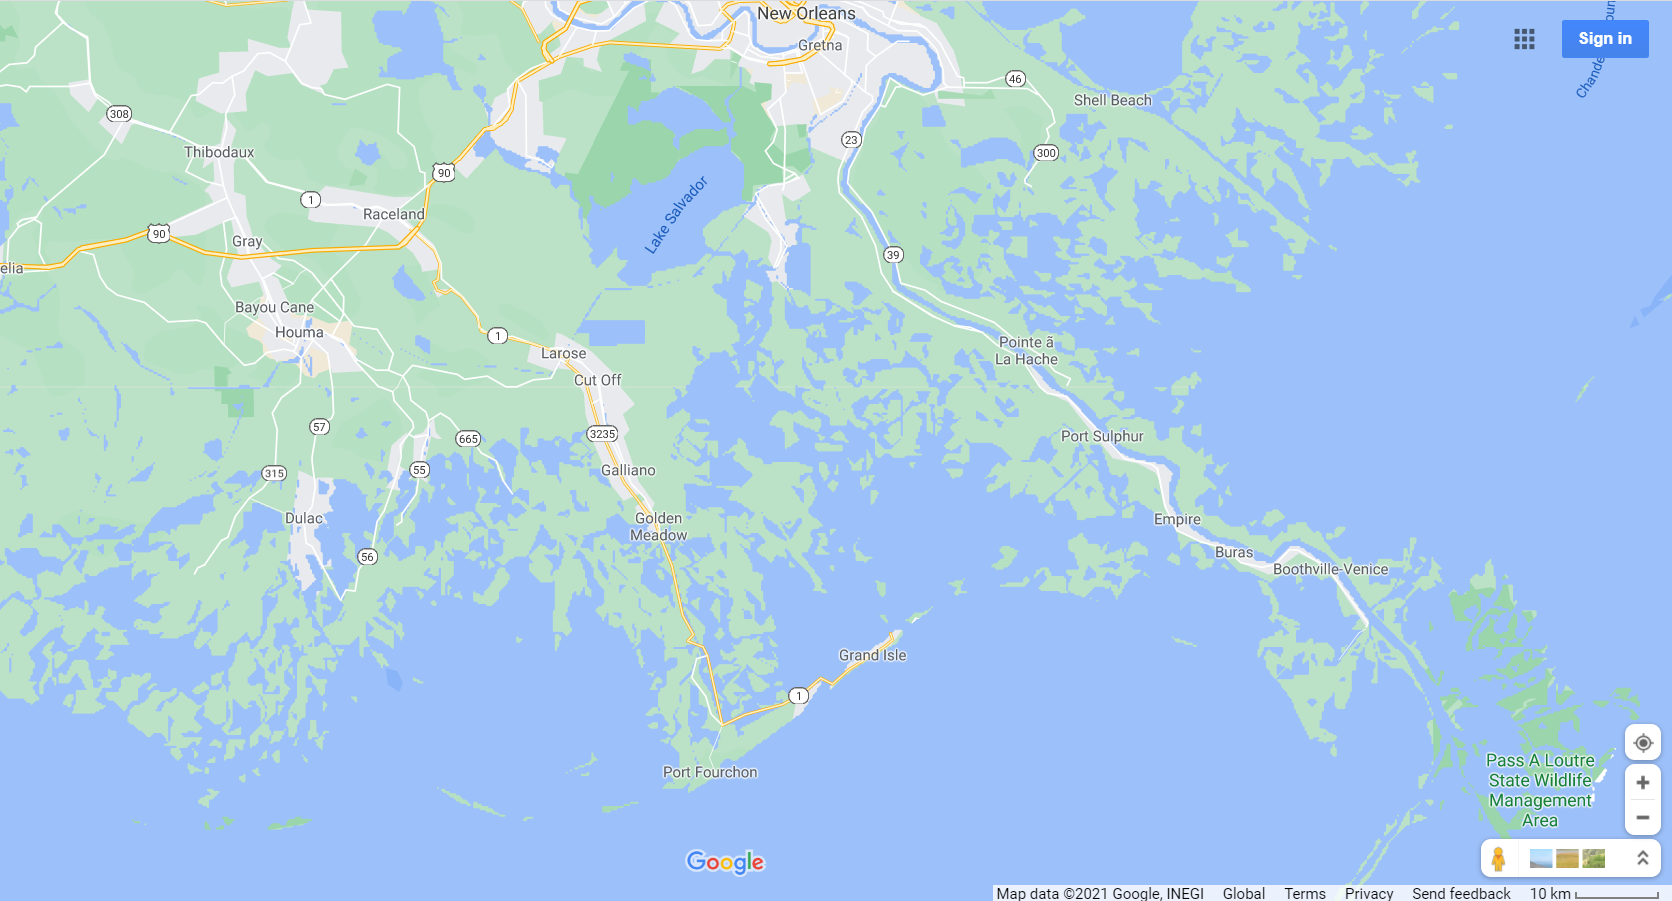 New Orleans
Gretna
Sign in
Chande
oun
46
Shell Beach
308
23
Thibodaux
300
90
1
Lake Salvador
Raceland
90
Gray
39
elia
Bayou Cane
Houma
1
Pointe ã
La Hache
Larose
Cut Off
57
3235
665
Port Sulphur
315
55
Galliano
Dulac
Golden
Meadow
Empire
56
Buras
Boothville-Venice
Grand Isle
1
Port Fourchon
Pass A Loutre
State Wildlife
Management
Area
Google
Map data ©2021 Google, INEGI Global Terms Privacy Send feedback 10 km